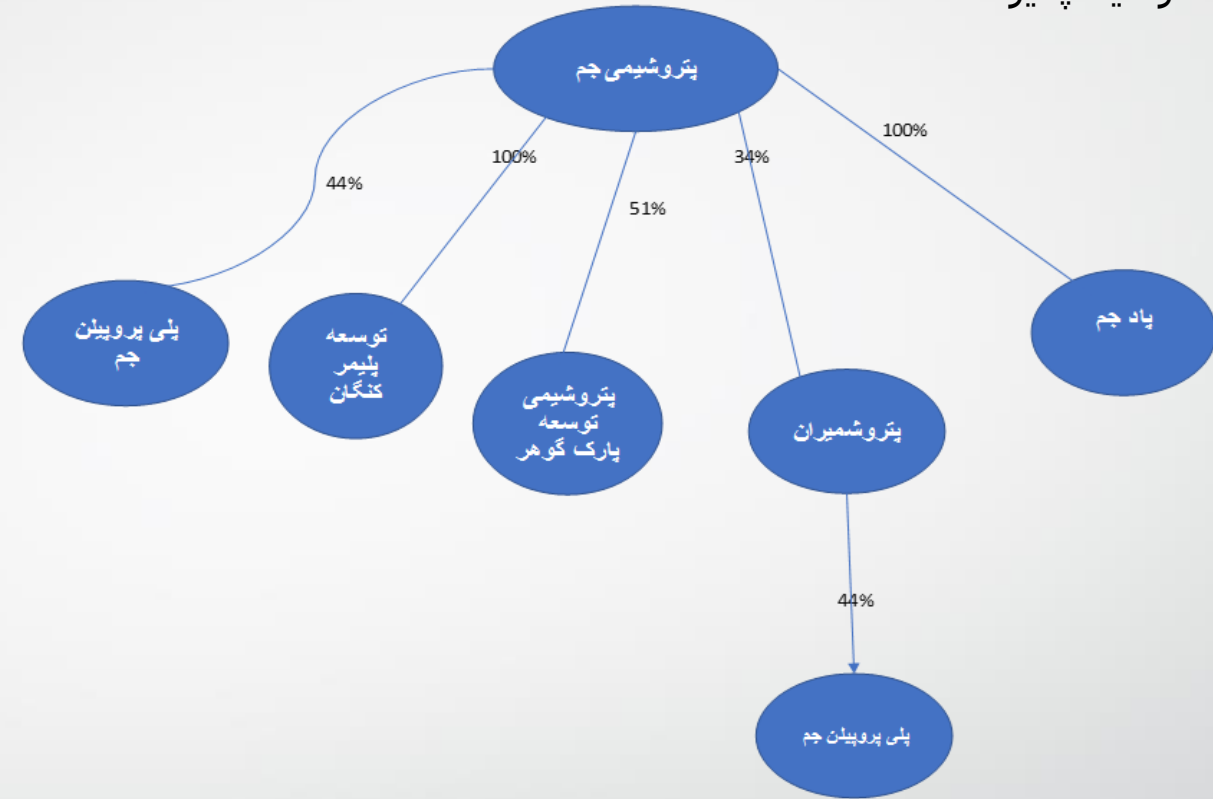 پتروشیمی جم
100%
100%
34%
44%
51%
پاد جم
پلی پروپیلن
جم
توسعه
پلیمر
کنگان
پتروشیمی
توسعه
پارک گوهر
پتروشمیران
44%
پلی پروپیلن جم